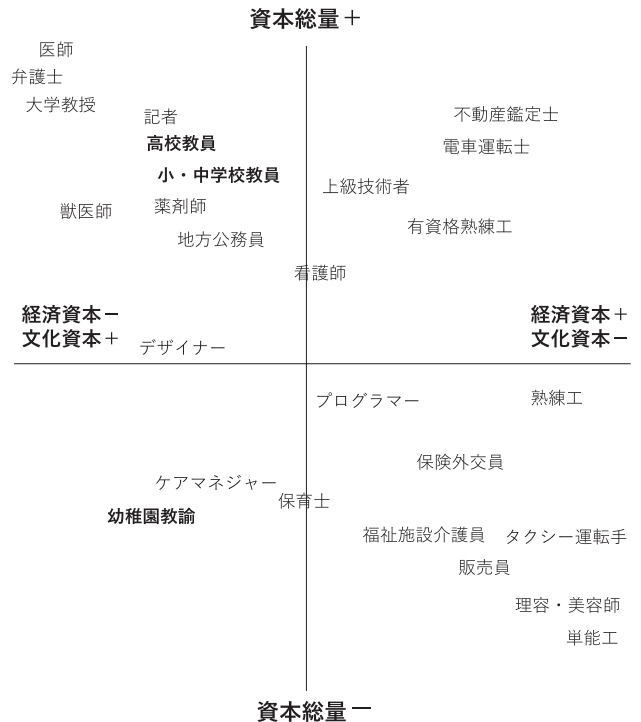 資本総量＋
医師
弁護士
大学教授
記者
不動産鑑定士
高校教員
電車運転士
小・中学校教員
上級技術者
獣医師
薬剤師
有資格熟練工
地方公務員
看護師
経済資本－
文化資本＋
経済資本＋
文化資本－
デザイナー
プログラマー
熟練工
保険外交員
ケアマネジャー
保育士
幼稚園教諭
福祉施設介護員
タクシー運転手
販売員
理容・美容師
単能工
資本総量－